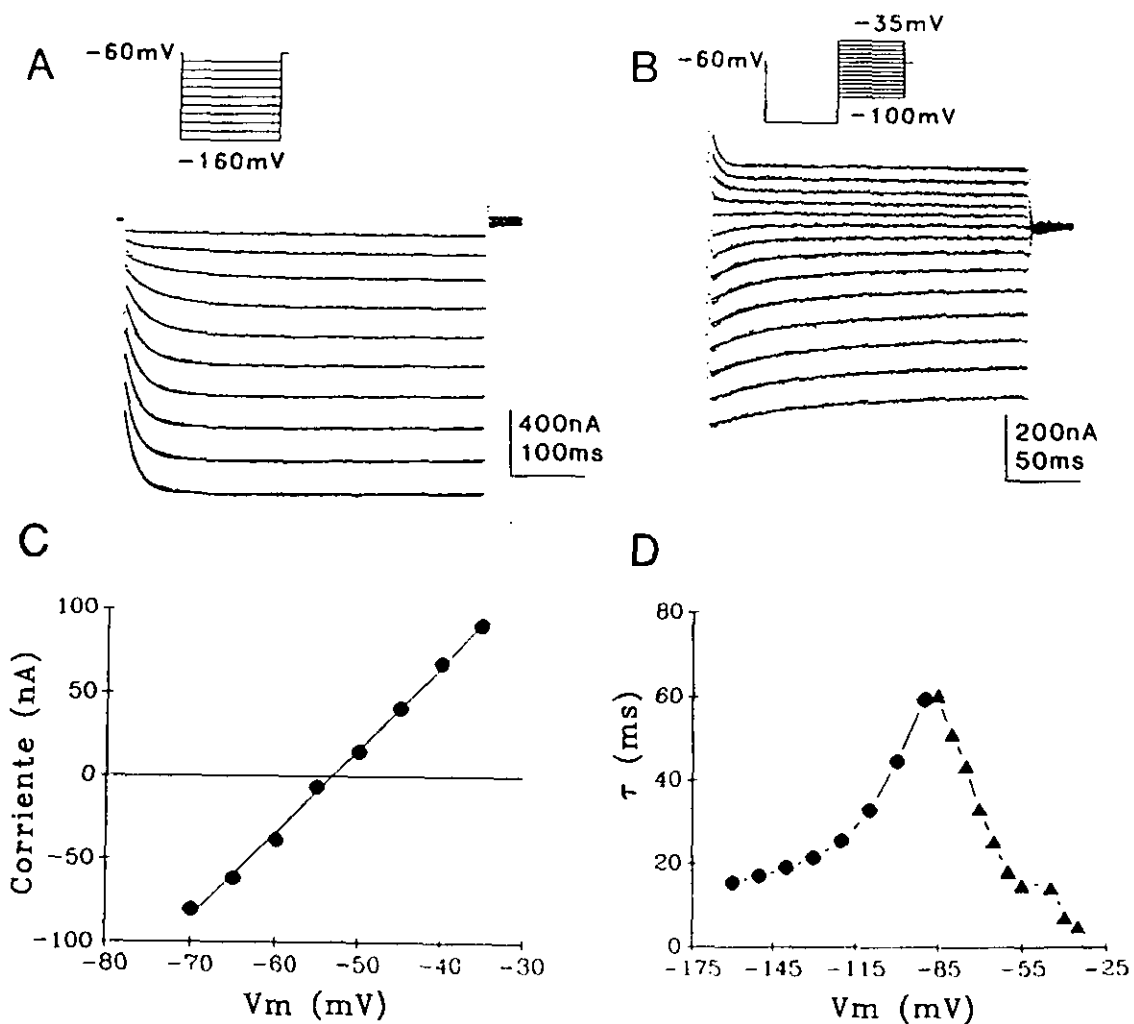 A
-60mV
-160mV
400nA
100ms
B
-60mV
-35mV
-100mV
200nA
50ms
C
Corriente (nA)
100
50
0
-50
-100
-80
-70
-60
-50
-40
-30
Vm (mV)
D
τ (ms)
80
60
40
20
0
-175
-145
-115
-85
-55
-25
Vm (mV)